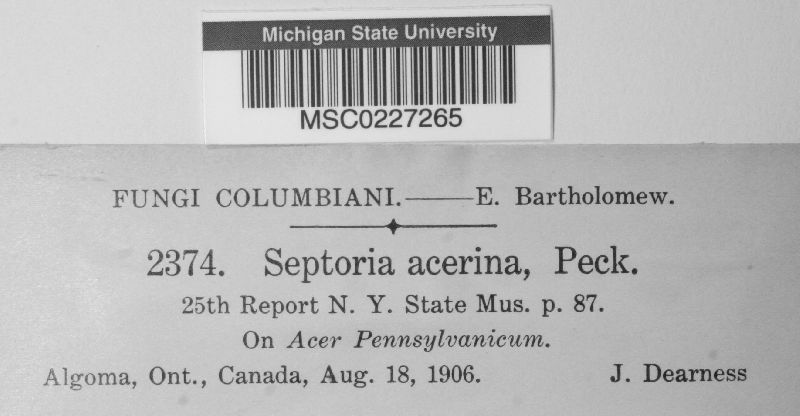 Michigan State University
MSC0227265
FUNGI COLUMBIANI.——E. Bartholomew.
2374. Septoria acerina, Peck.
25th Report N. Y. State Mus. p. 87.
On Acer Pennsylvanicum.
Algoma, Ont., Canada, Aug. 18, 1906. J. Dearness